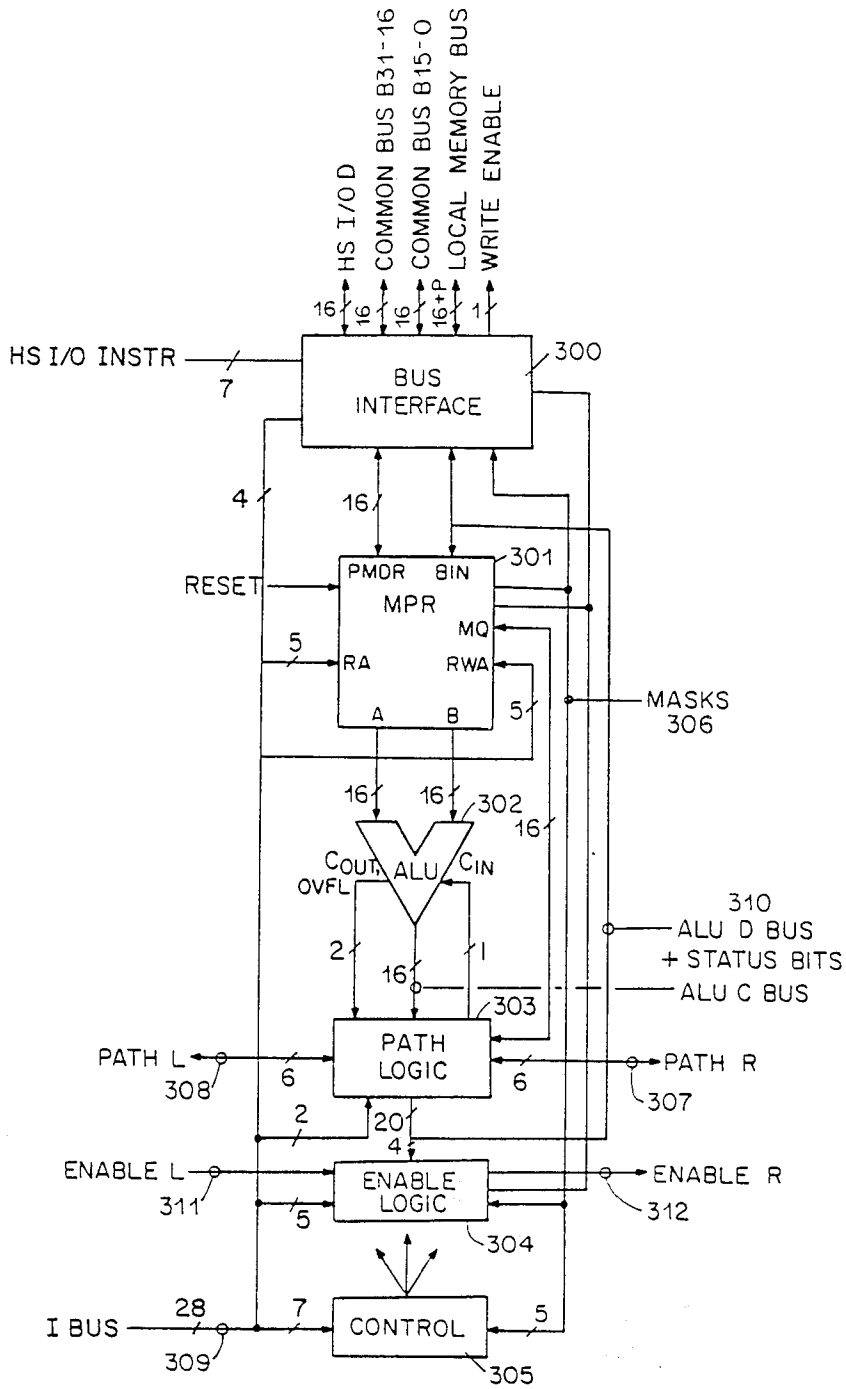 HS I/O D
COMMON BUS B31-16
COMMON BUS B15-0
LOCAL MEMORY BUS
WRITE ENABLE
16
16
16
16+P
1
HS I/O INSTR
7
300
BUS
INTERFACE
4
16
301
RESET
PMDR
BIN
MPR
MQ
5
RA
RWA
5
MASKS
306
A
B
16
16
302
16
COUT,
OVFL
ALU
CIN
310
ALU D BUS
+ STATUS BITS
2
16
1
ALU C BUS
303
PATH L
308
6
PATH
LOGIC
6
PATH R
307
2
20
4
ENABLE L
311
5
ENABLE
LOGIC
304
ENABLE R
312
I BUS
28
309
7
CONTROL
305
5